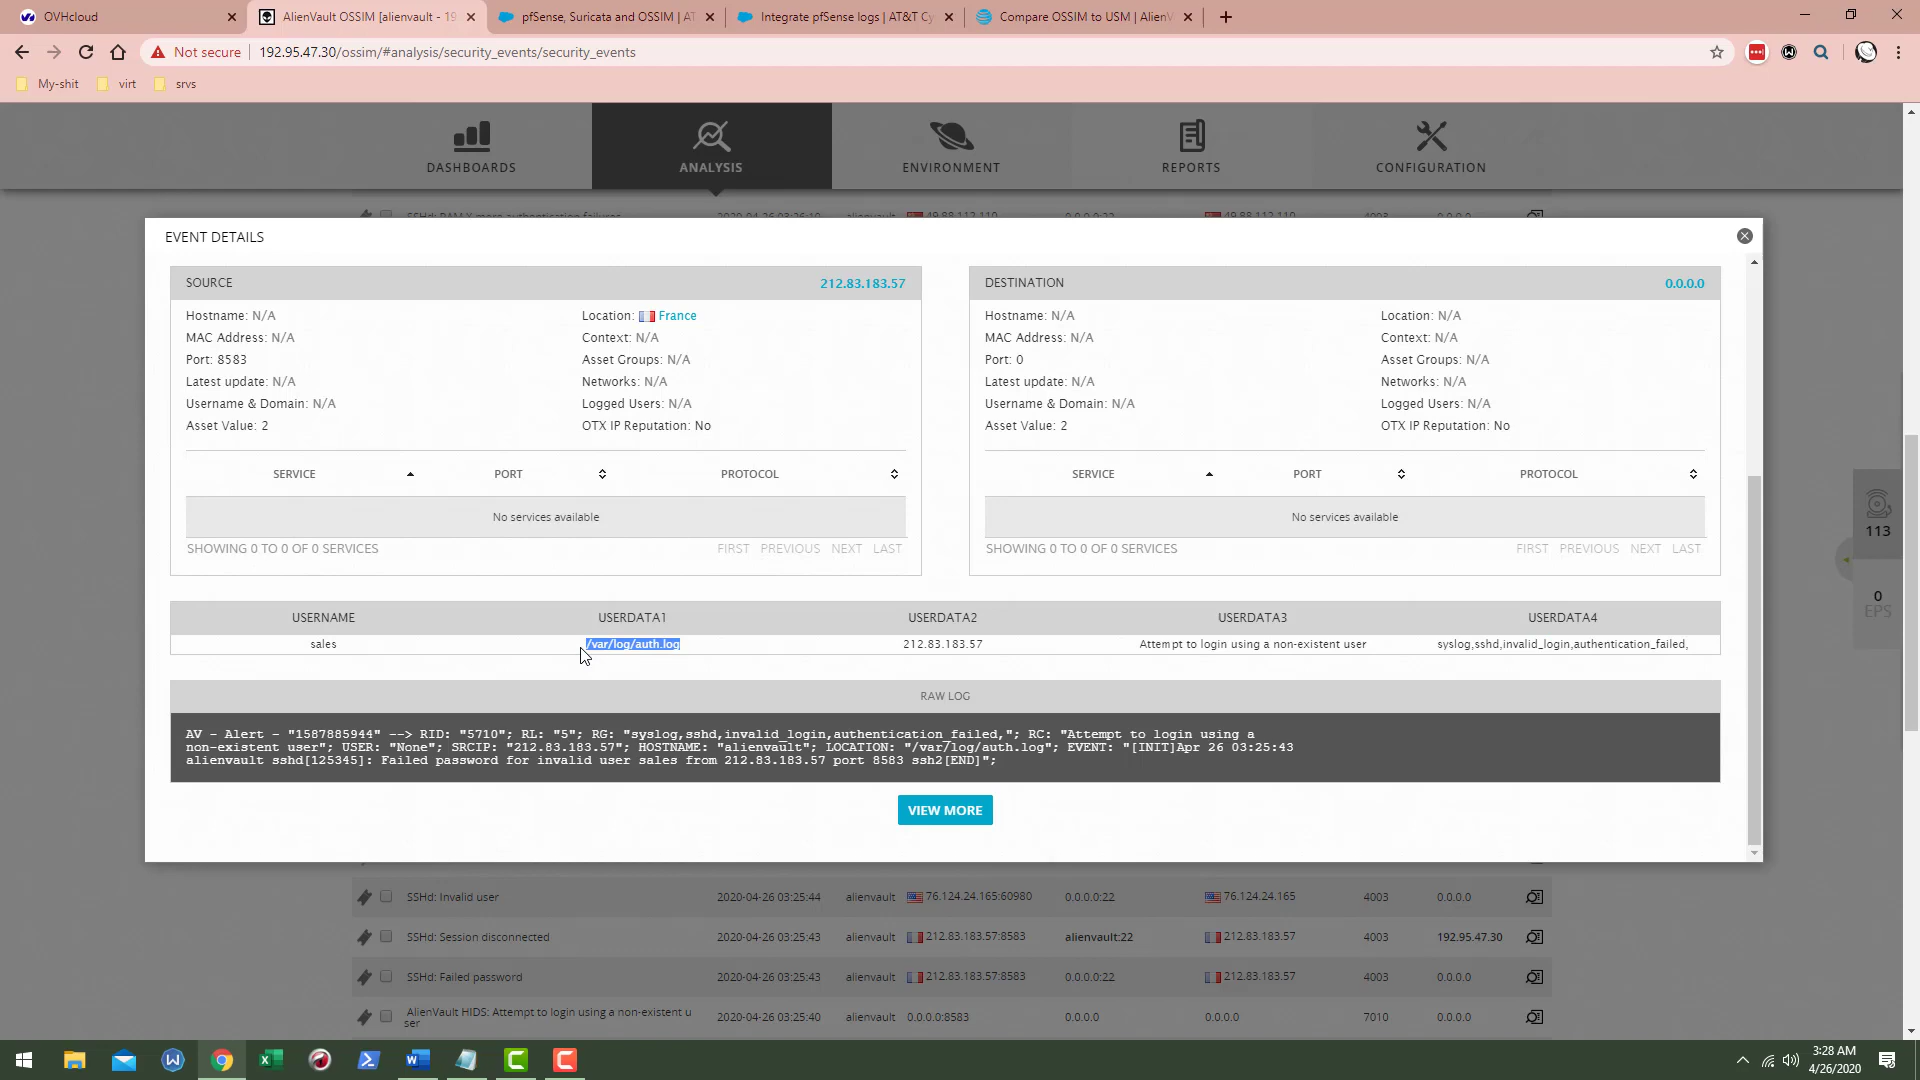 OVHcloud
AlienVault OSSIM [alienvault - 19
pfSense, Suricata and OSSIM | AT
Integrate pfSense logs | AT&T Cy
Compare OSSIM to USM | AlienV
Not secure 192.95.47.30/ossim/#analysis/security_events/security_events
My-shit virt srvs
DASHBOARDS ANALYSIS ENVIRONMENT REPORTS CONFIGURATION
EVENT DETAILS
SOURCE 212.83.183.57
Hostname: N/A Location: France
MAC Address: N/A Context: N/A
Port: 8583 Asset Groups: N/A
Latest update: N/A Networks: N/A
Username & Domain: N/A Logged Users: N/A
Asset Value: 2 OTX IP Reputation: No
SERVICE PORT PROTOCOL
No services available
SHOWING 0 TO 0 OF 0 SERVICES FIRST PREVIOUS NEXT LAST
DESTINATION 0.0.0.0
Hostname: N/A Location: N/A
MAC Address: N/A Context: N/A
Port: 0 Asset Groups: N/A
Latest update: N/A Networks: N/A
Username & Domain: N/A Logged Users: N/A
Asset Value: 2 OTX IP Reputation: No
SERVICE PORT PROTOCOL
No services available
SHOWING 0 TO 0 OF 0 SERVICES FIRST PREVIOUS NEXT LAST
USERNAME USERDATA1 USERDATA2 USERDATA3 USERDATA4
sales /var/log/auth.log 212.83.183.57 Attempt to login using a non-existent user syslog,sshd,invalid_login,authentication_failed,
RAW LOG
AV - Alert - "1587885944" --> RID: "5710"; RL: "5"; RG: "syslog,sshd,invalid_login,authentication_failed,"; RC: "Attempt to login using a
non-existent user"; USER: "None"; SRCIP: "212.83.183.57"; HOSTNAME: "alienvault"; LOCATION: "/var/log/auth.log"; EVENT: "[INIT]Apr 26 03:25:43
alienvault sshd[125345]: Failed password for invalid user sales from 212.83.183.57 port 8583 ssh2[END]";
VIEW MORE
SSHd: Invalid user 2020-04-26 03:25:44 alienvault 76.124.24.165:60980 0.0.0.0:22 76.124.24.165 4003 0.0.0.0
SSHd: Session disconnected 2020-04-26 03:25:43 alienvault 212.83.183.57:8583 alienvault:22 212.83.183.57 4003 192.95.47.30
SSHd: Failed password 2020-04-26 03:25:43 alienvault 212.83.183.57:8583 0.0.0.0:22 212.83.183.57 4003 0.0.0.0
AlienVault HIDS: Attempt to login using a non-existent u
ser 2020-04-26 03:25:40 alienvault 0.0.0.0:8583 0.0.0.0 0.0.0.0 7010 0.0.0.0
113
0
EPS
3:28 AM
4/26/2020